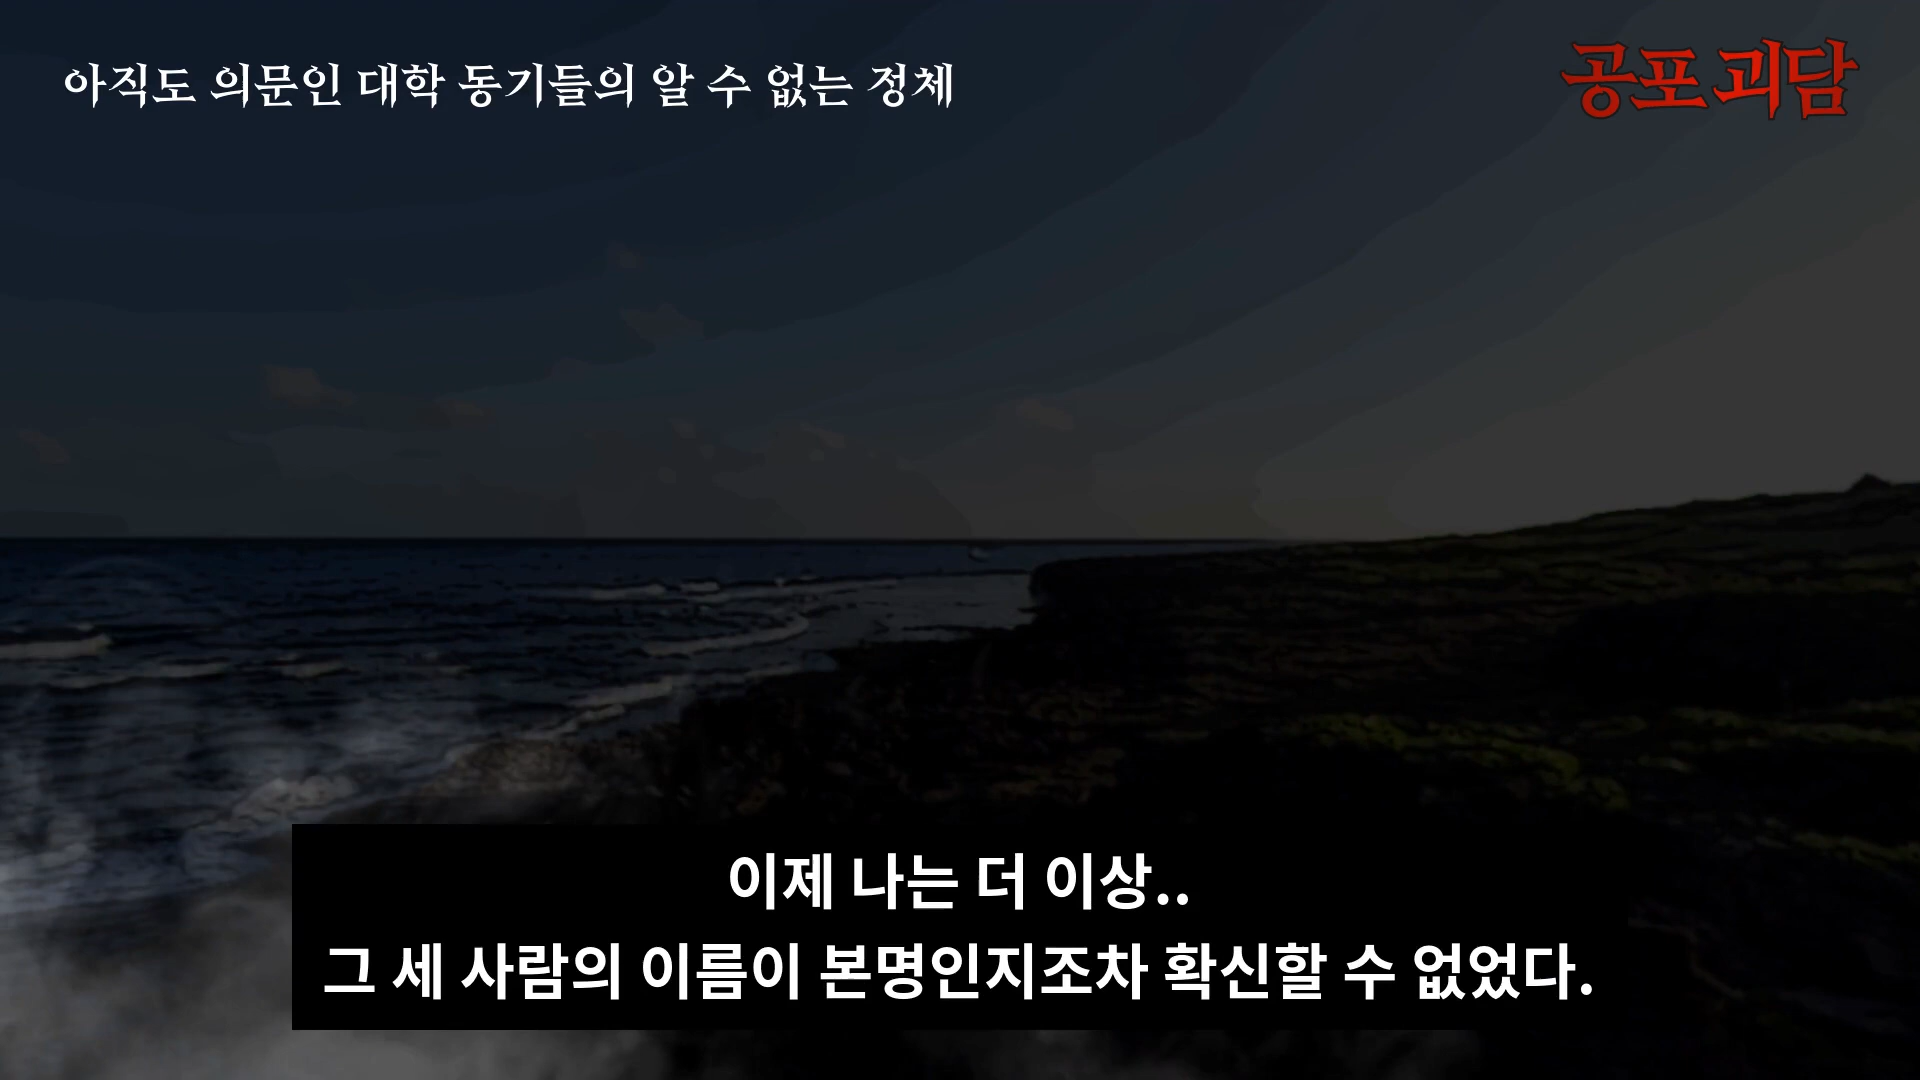 아직도 의문인 대학 동기들의 알 수 없는 정체
공포 괴담
이제 나는 더 이상..
그 세 사람의 이름이 본명인지조차 확신할 수 없었다.